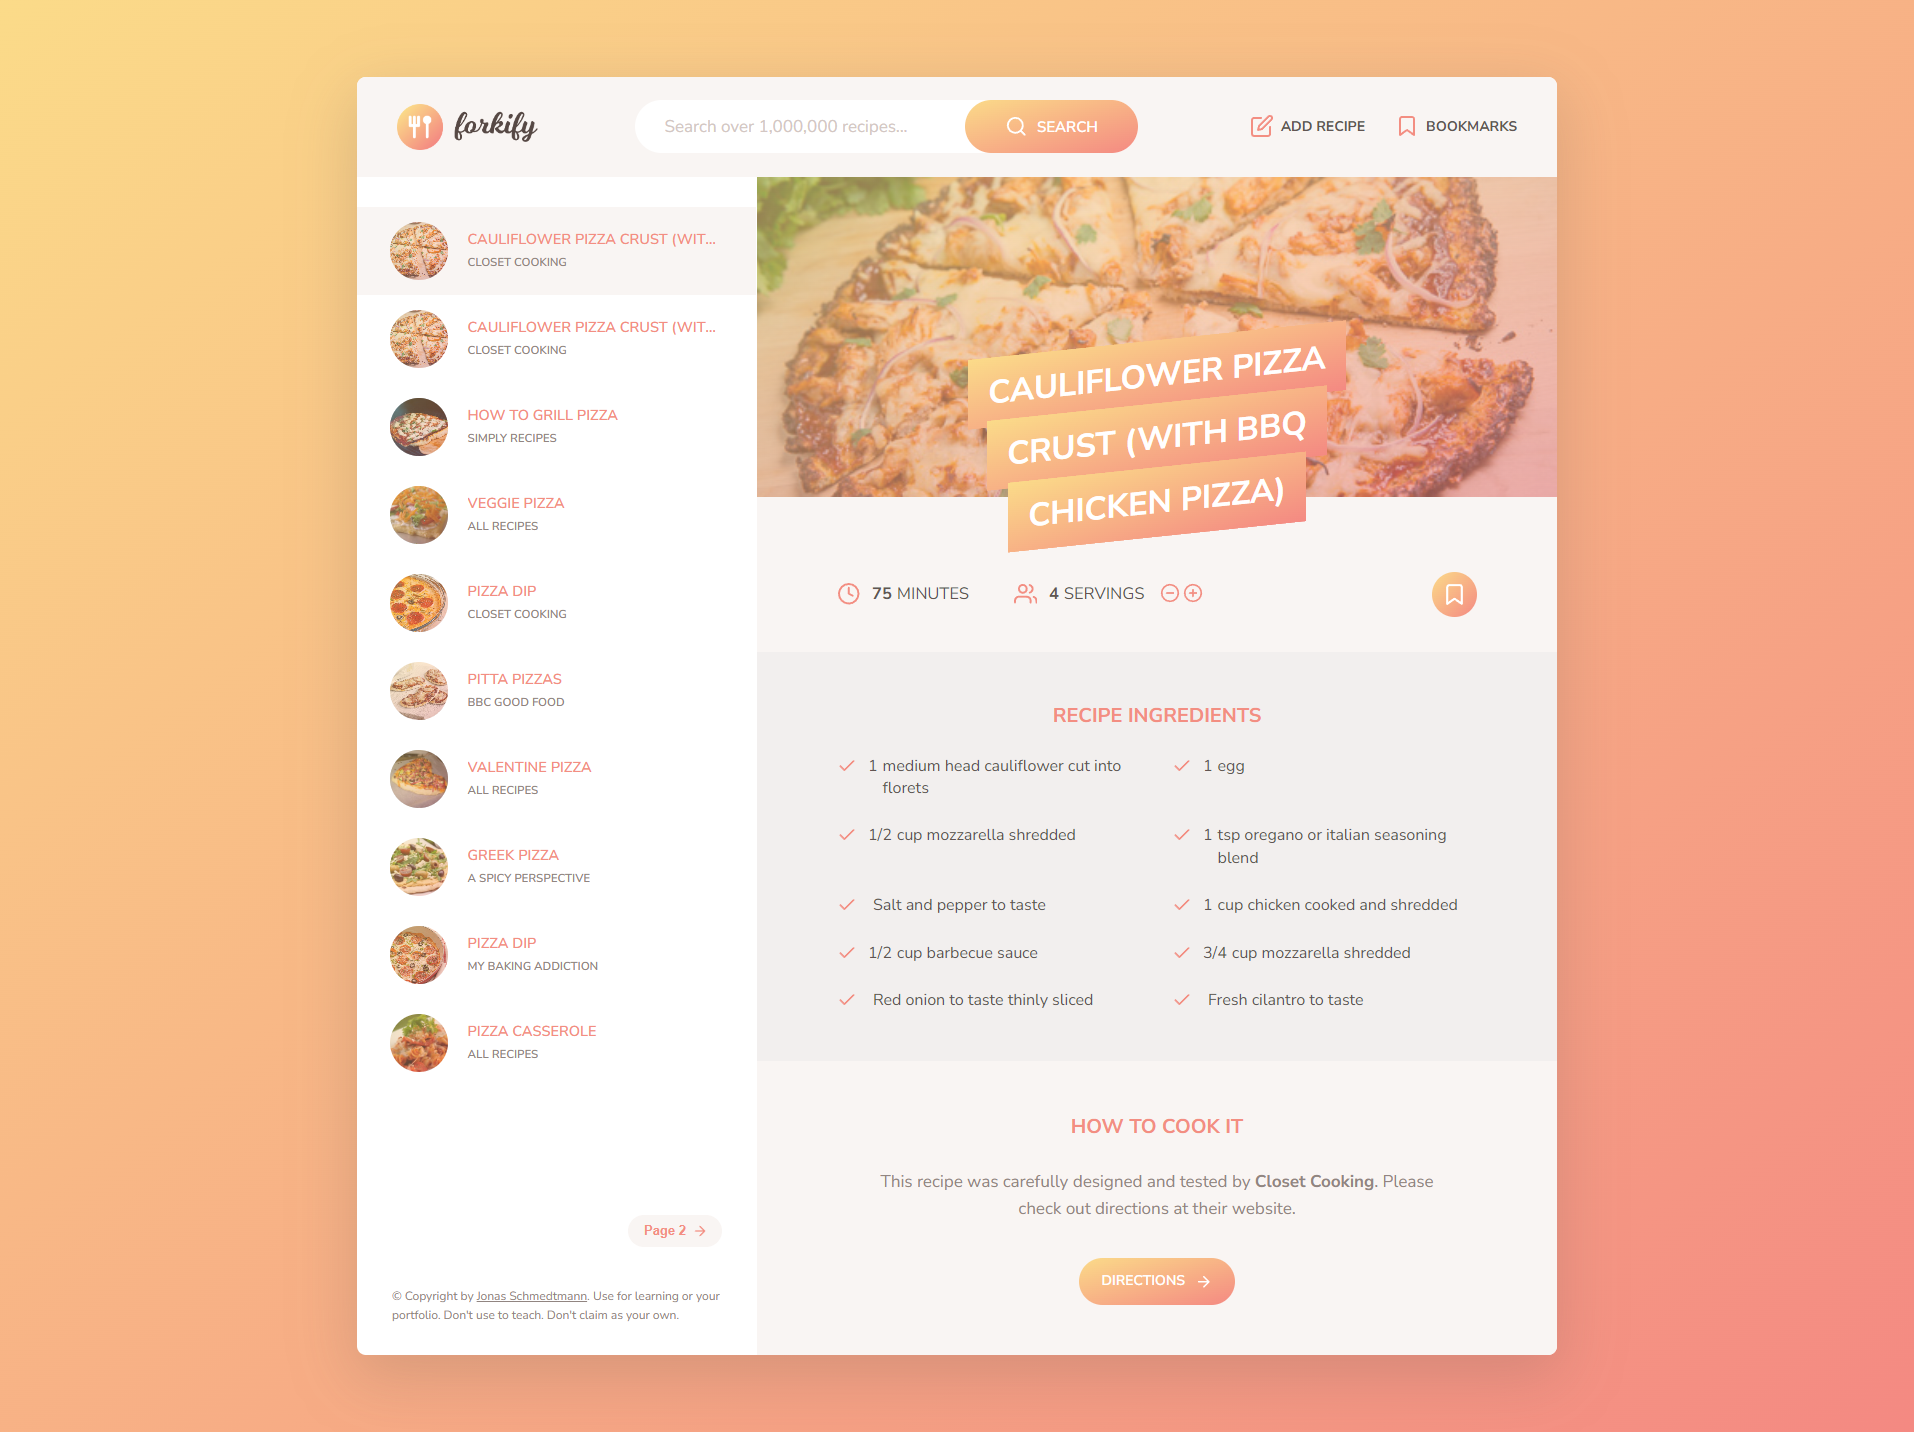 forkify
Search over 1,000,000 recipes...
SEARCH
ADD RECIPE
BOOKMARKS
CAULIFLOWER PIZZA CRUST (WIT...
CLOSET COOKING
CAULIFLOWER PIZZA CRUST (WIT...
CLOSET COOKING
HOW TO GRILL PIZZA
SIMPLY RECIPES
VEGGIE PIZZA
ALL RECIPES
PIZZA DIP
CLOSET COOKING
PITTA PIZZAS
BBC GOOD FOOD
VALENTINE PIZZA
ALL RECIPES
GREEK PIZZA
A SPICY PERSPECTIVE
PIZZA DIP
MY BAKING ADDICTION
PIZZA CASSEROLE
ALL RECIPES
Page 2
© Copyright by Jonas Schmedtmann. Use for learning or your
portfolio. Don't use to teach. Don't claim as your own.
CAULIFLOWER PIZZA
CRUST (WITH BBQ
CHICKEN PIZZA)
75 MINUTES
4 SERVINGS
RECIPE INGREDIENTS
1 medium head cauliflower cut into
florets
1 egg
1/2 cup mozzarella shredded
1 tsp oregano or italian seasoning
blend
Salt and pepper to taste
1 cup chicken cooked and shredded
1/2 cup barbecue sauce
3/4 cup mozzarella shredded
Red onion to taste thinly sliced
Fresh cilantro to taste
HOW TO COOK IT
This recipe was carefully designed and tested by Closet Cooking. Please
check out directions at their website.
DIRECTIONS